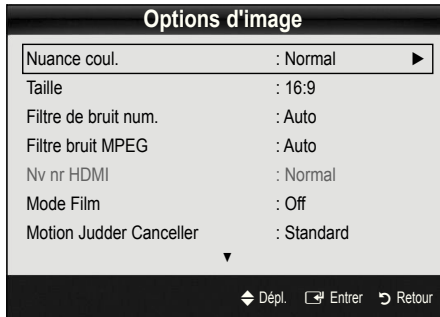 Options d'image
Nuance coul. : Normal ►
Taille : 16:9
Filtre de bruit num. : Auto
Filtre bruit MPEG : Auto
Nv nr HDMI : Normal
Mode Film : Off
Motion Judder Canceller : Standard
▼
Dépl. Entrer Retour